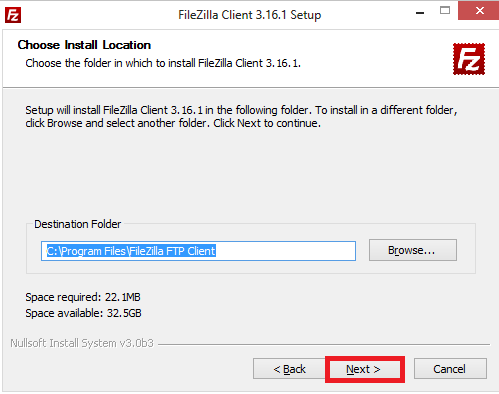 FileZilla Client 3.16.1 Setup
Choose Install Location
Choose the folder in which to install FileZilla Client 3.16.1.
Setup will install FileZilla Client 3.16.1 in the following folder. To install in a different folder,
click Browse and select another folder. Click Next to continue.
Destination Folder
C:\Program Files\FileZilla FTP Client
Browse...
Space required: 22.1MB
Space available: 32.5GB
Nullsoft Install System v3.0b3
< Back
Next >
Cancel